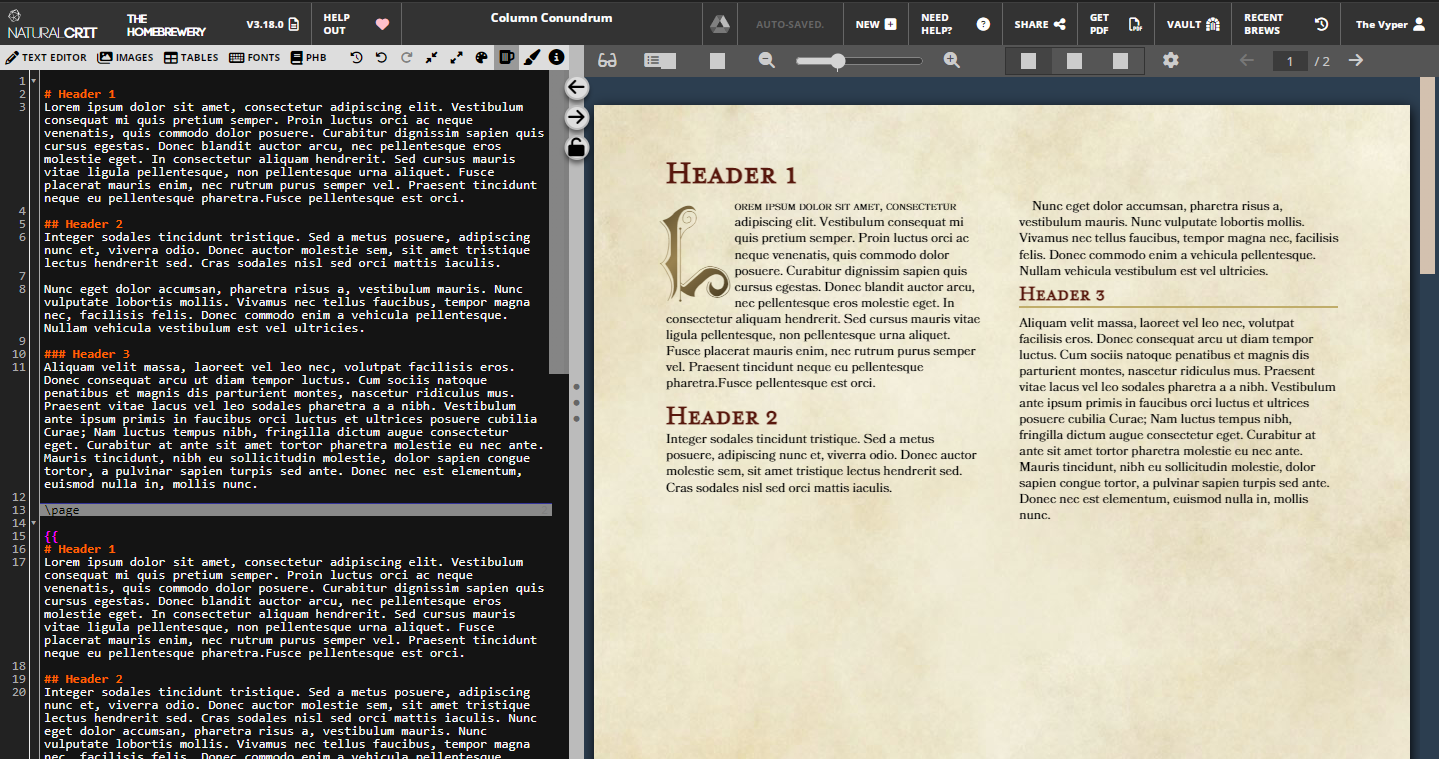 NATURALCRIT
THE HOMEBREWERY
V3.18.0
HELP OUT
Column Conundrum
AUTO-SAVED.
NEW
NEED HELP?
SHARE
GET PDF
VAULT
RECENT BREWS
The Vyper
TEXT EDITOR
IMAGES
TABLES
FONTS
PHB
1 / 2
1
2 # Header 1
3 Lorem ipsum dolor sit amet, consectetur adipiscing elit. Vestibulum
consequat mi quis pretium semper. Proin luctus orci ac neque
venenatis, quis commodo dolor posuere. Curabitur dignissim sapien quis
cursus egestas. Donec blandit auctor arcu, nec pellentesque eros
molestie eget. In consectetur aliquam hendrerit. Sed cursus mauris
vitae ligula pellentesque, non pellentesque urna aliquet. Fusce
placerat mauris enim, nec rutrum purus semper vel. Praesent tincidunt
neque eu pellentesque pharetra.Fusce pellentesque est orci.
4
5 ## Header 2
6 Integer sodales tincidunt tristique. Sed a metus posuere, adipiscing
nunc et, viverra odio. Donec auctor molestie sem, sit amet tristique
lectus hendrerit sed. Cras sodales nisl sed orci mattis iaculis.
7
8 Nunc eget dolor accumsan, pharetra risus a, vestibulum mauris. Nunc
vulputate lobortis mollis. Vivamus nec tellus faucibus, tempor magna
nec, facilisis felis. Donec commodo enim a vehicula pellentesque.
Nullam vehicula vestibulum est vel ultricies.
9
10 ### Header 3
11 Aliquam velit massa, laoreet vel leo nec, volutpat facilisis eros.
Donec consequat arcu ut diam tempor luctus. Cum sociis natoque
penatibus et magnis dis parturient montes, nascetur ridiculus mus.
Praesent vitae lacus vel leo sodales pharetra a a nibh. Vestibulum
ante ipsum primis in faucibus orci luctus et ultrices posuere cubilia
Curae; Nam luctus tempus nibh, fringilla dictum augue consectetur
eget. Curabitur at ante sit amet tortor pharetra molestie eu nec ante.
Mauris tincidunt, nibh eu sollicitudin molestie, dolor sapien congue
tortor, a pulvinar sapien turpis sed ante. Donec nec est elementum,
euismod nulla in, mollis nunc.
12
13 \page
14
15 {{
16 # Header 1
17 Lorem ipsum dolor sit amet, consectetur adipiscing elit. Vestibulum
consequat mi quis pretium semper. Proin luctus orci ac neque
venenatis, quis commodo dolor posuere. Curabitur dignissim sapien quis
cursus egestas. Donec blandit auctor arcu, nec pellentesque eros
molestie eget. In consectetur aliquam hendrerit. Sed cursus mauris
vitae ligula pellentesque, non pellentesque urna aliquet. Fusce
placerat mauris enim, nec rutrum purus semper vel. Praesent tincidunt
neque eu pellentesque pharetra.Fusce pellentesque est orci.
18
19 ## Header 2
20 Integer sodales tincidunt tristique. Sed a metus posuere, adipiscing
nunc et, viverra odio. Donec auctor molestie sem, sit amet tristique
lectus hendrerit sed. Cras sodales nisl sed orci mattis iaculis. Nunc
eget dolor accumsan, pharetra risus a, vestibulum mauris. Nunc
vulputate lobortis mollis. Vivamus nec tellus faucibus, tempor magna
nec, facilisis felis. Donec commodo enim a vehicula pellentesque.
Header 1
Lorem ipsum dolor sit amet, consectetur
adipiscing elit. Vestibulum consequat mi
quis pretium semper. Proin luctus orci ac
neque venenatis, quis commodo dolor
posuere. Curabitur dignissim sapien quis
cursus egestas. Donec blandit auctor arcu,
nec pellentesque eros molestie eget. In
consectetur aliquam hendrerit. Sed cursus mauris vitae
ligula pellentesque, non pellentesque urna aliquet.
Fusce placerat mauris enim, nec rutrum purus semper
vel. Praesent tincidunt neque eu pellentesque
pharetra.Fusce pellentesque est orci.
Header 2
Integer sodales tincidunt tristique. Sed a metus
posuere, adipiscing nunc et, viverra odio. Donec auctor
molestie sem, sit amet tristique lectus hendrerit sed.
Cras sodales nisl sed orci mattis iaculis.
Nunc eget dolor accumsan, pharetra risus a,
vestibulum mauris. Nunc vulputate lobortis mollis.
Vivamus nec tellus faucibus, tempor magna nec, facilisis
felis. Donec commodo enim a vehicula pellentesque.
Nullam vehicula vestibulum est vel ultricies.
Header 3
Aliquam velit massa, laoreet vel leo nec, volutpat
facilisis eros. Donec consequat arcu ut diam tempor
luctus. Cum sociis natoque penatibus et magnis dis
parturient montes, nascetur ridiculus mus. Praesent
vitae lacus vel leo sodales pharetra a a nibh. Vestibulum
ante ipsum primis in faucibus orci luctus et ultrices
posuere cubilia Curae; Nam luctus tempus nibh,
fringilla dictum augue consectetur eget. Curabitur at
ante sit amet tortor pharetra molestie eu nec ante.
Mauris tincidunt, nibh eu sollicitudin molestie, dolor
sapien congue tortor, a pulvinar sapien turpis sed ante.
Donec nec est elementum, euismod nulla in, mollis
nunc.